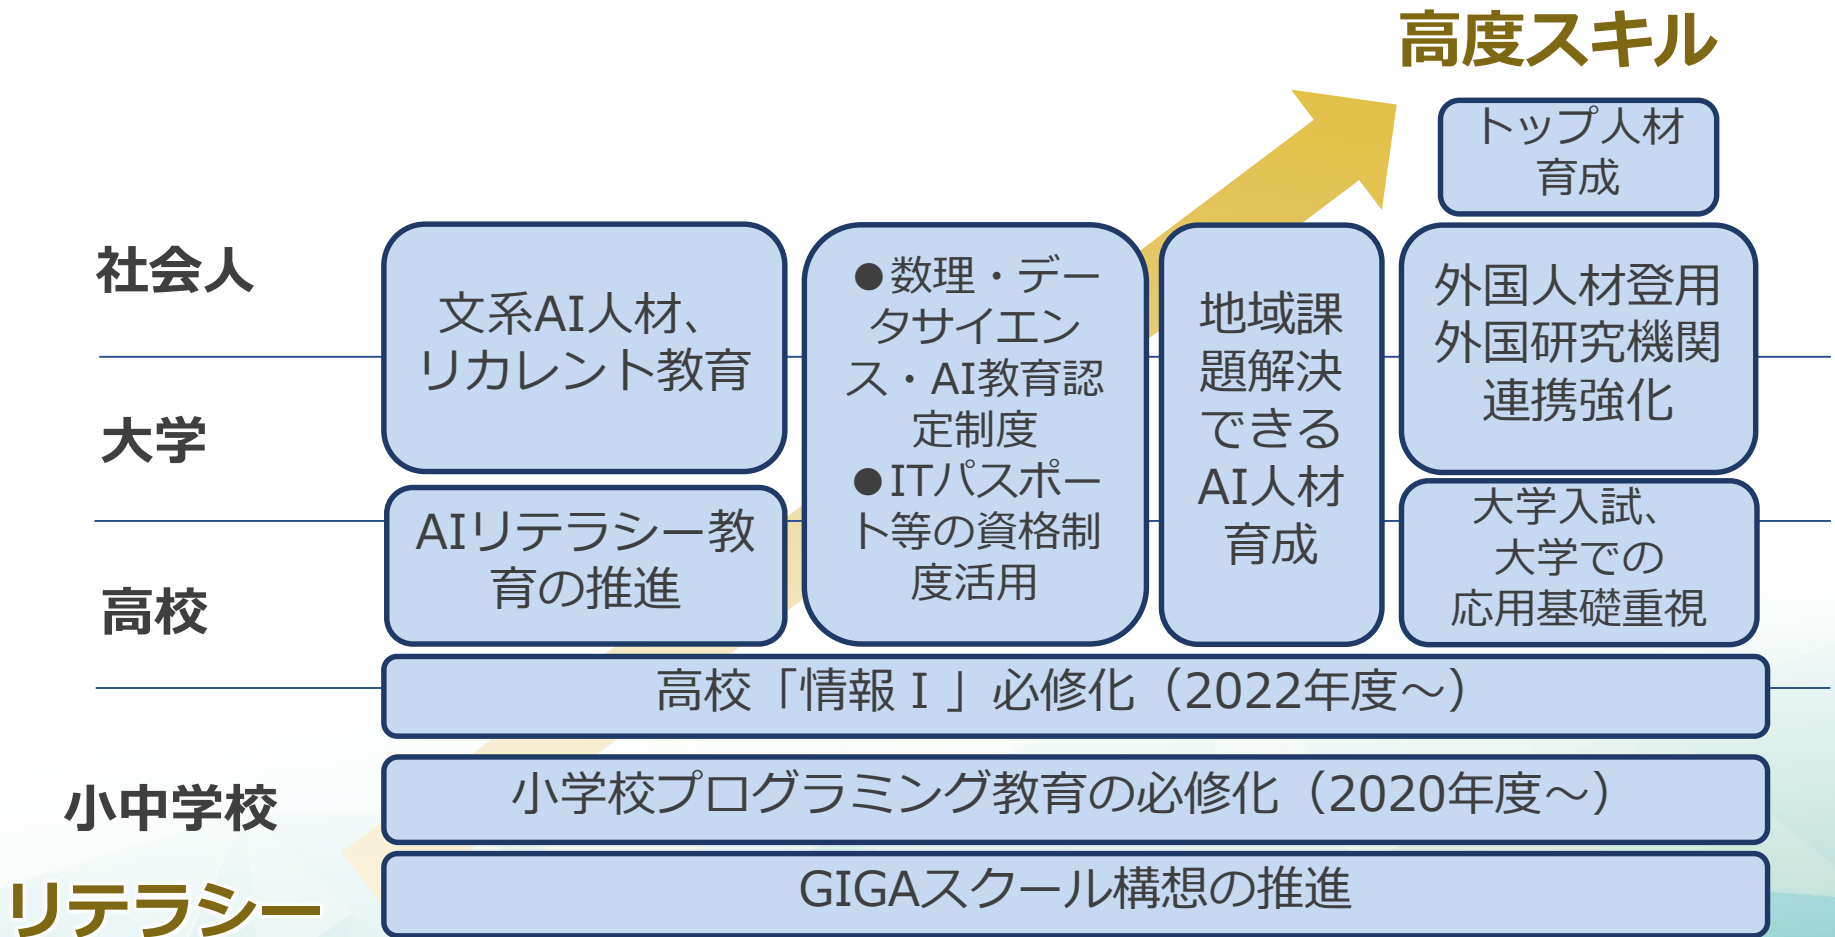 高度スキル
トップ人材
育成
社会人
大学
高校
小中学校
リテラシー
文系AI人材、
リカレント教育
AIリテラシー教
育の推進
●数理・デー
タサイエン
ス・AI教育認
定制度
●ITパスポー
ト等の資格制
度活用
地域課
題解決
できる
AI人材
育成
外国人材登用
外国研究機関
連携強化
大学入試、
大学での
応用基礎重視
高校「情報Ⅰ」必修化（2022年度～）
小学校プログラミング教育の必修化（2020年度～）
GIGAスクール構想の推進